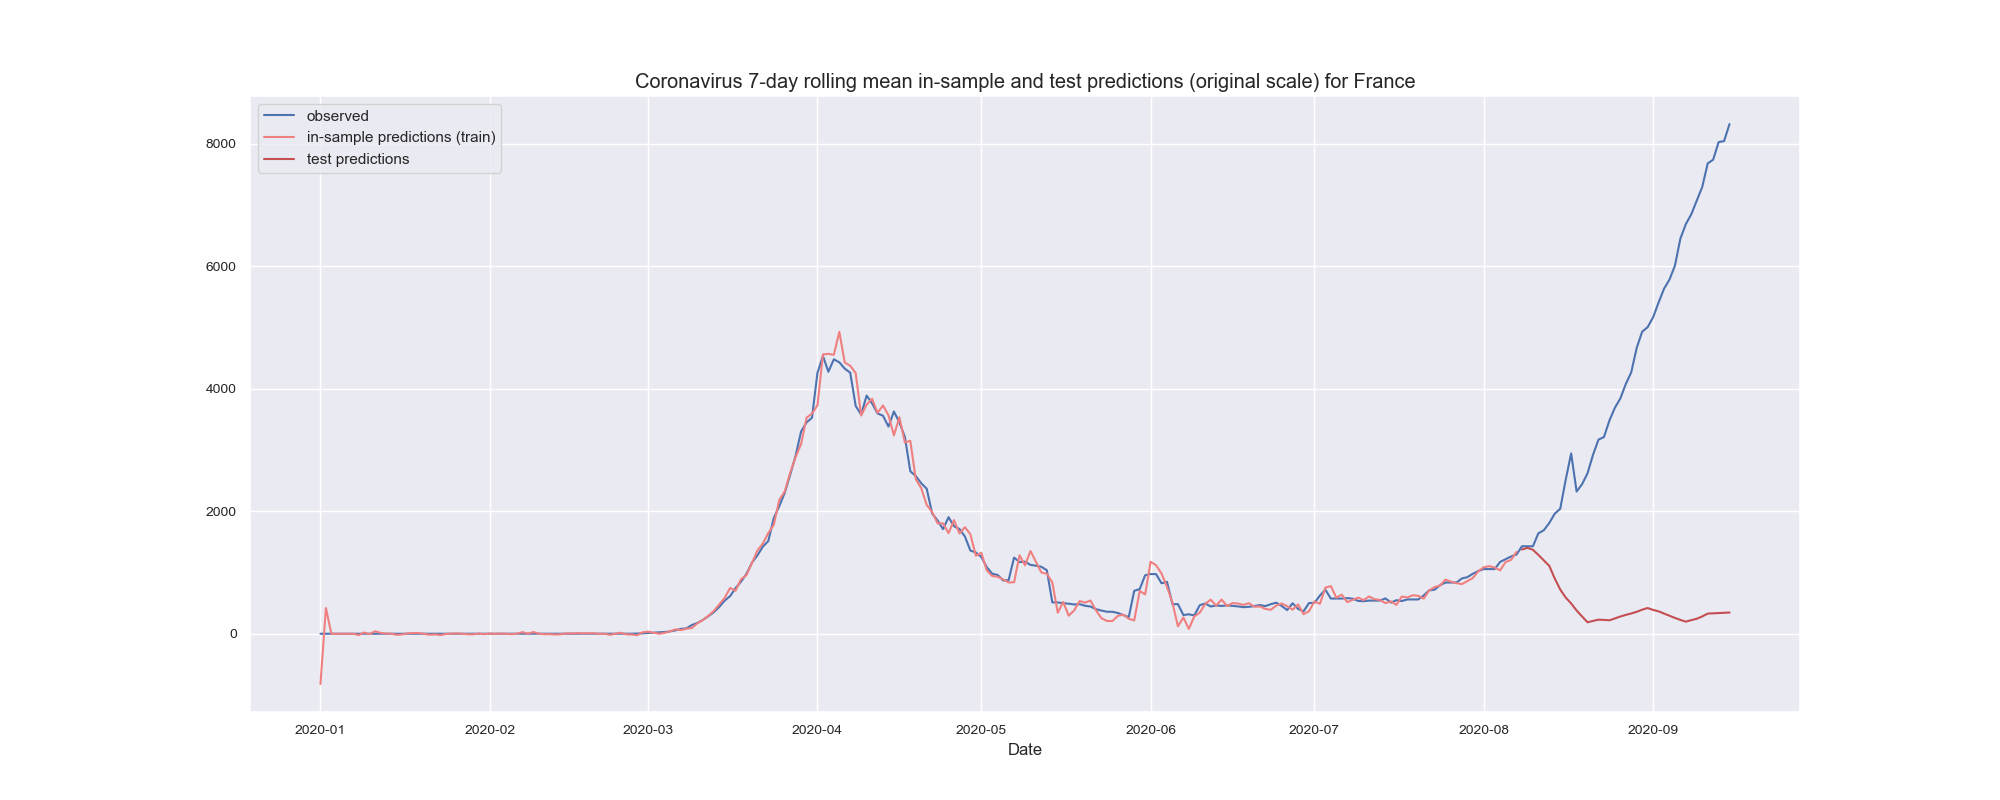 Coronavirus 7-day rolling mean in-sample and test predictions (original scale) for France
observed
in-sample predictions (train)
test predictions
8000
6000
4000
2000
0
2020-01 2020-02 2020-03 2020-04 2020-05 2020-06 2020-07 2020-08 2020-09
Date